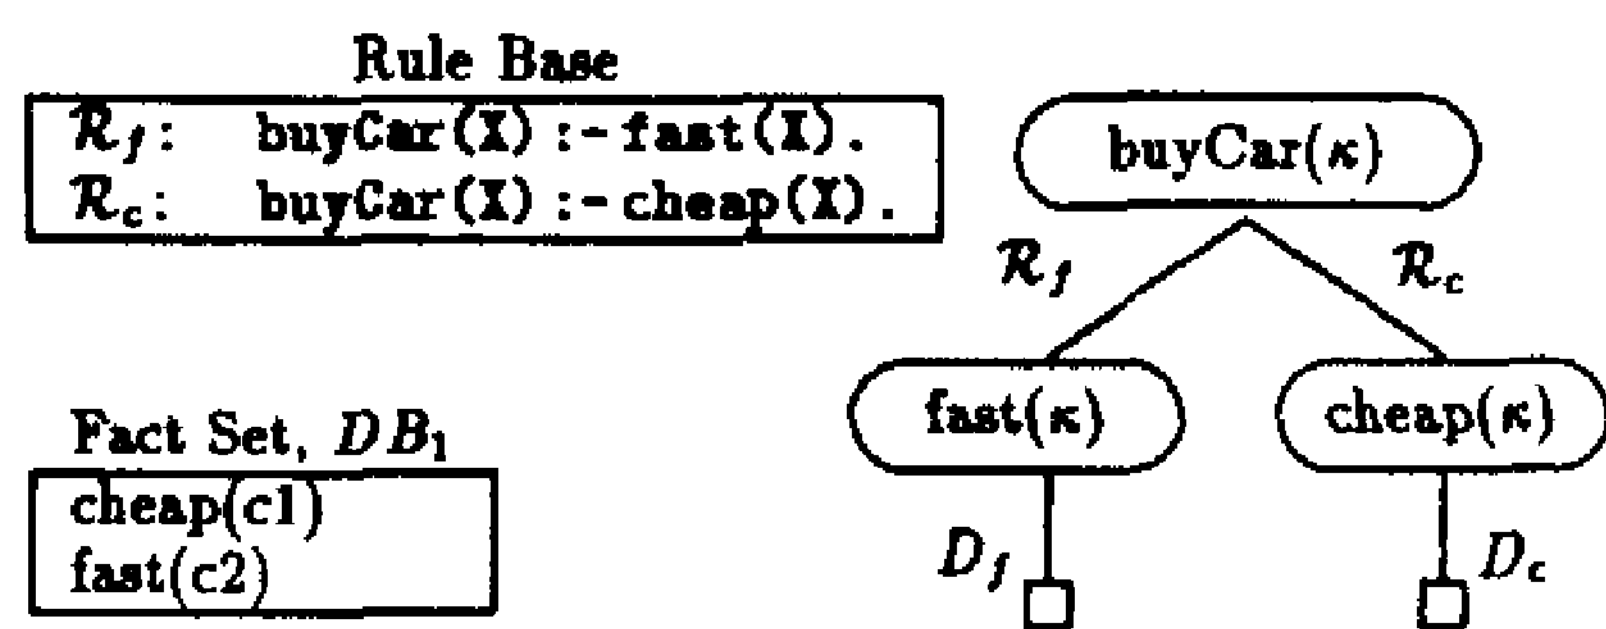 Rule Base
𝓡f: buyCar(X) :- fast(X).
𝓡c: buyCar(X) :- cheap(X).
buyCar(κ)
𝓡f 𝓡c
fast(κ) cheap(κ)
Fact Set, DB₁
cheap(c1)
fast(c2)
Df Dc